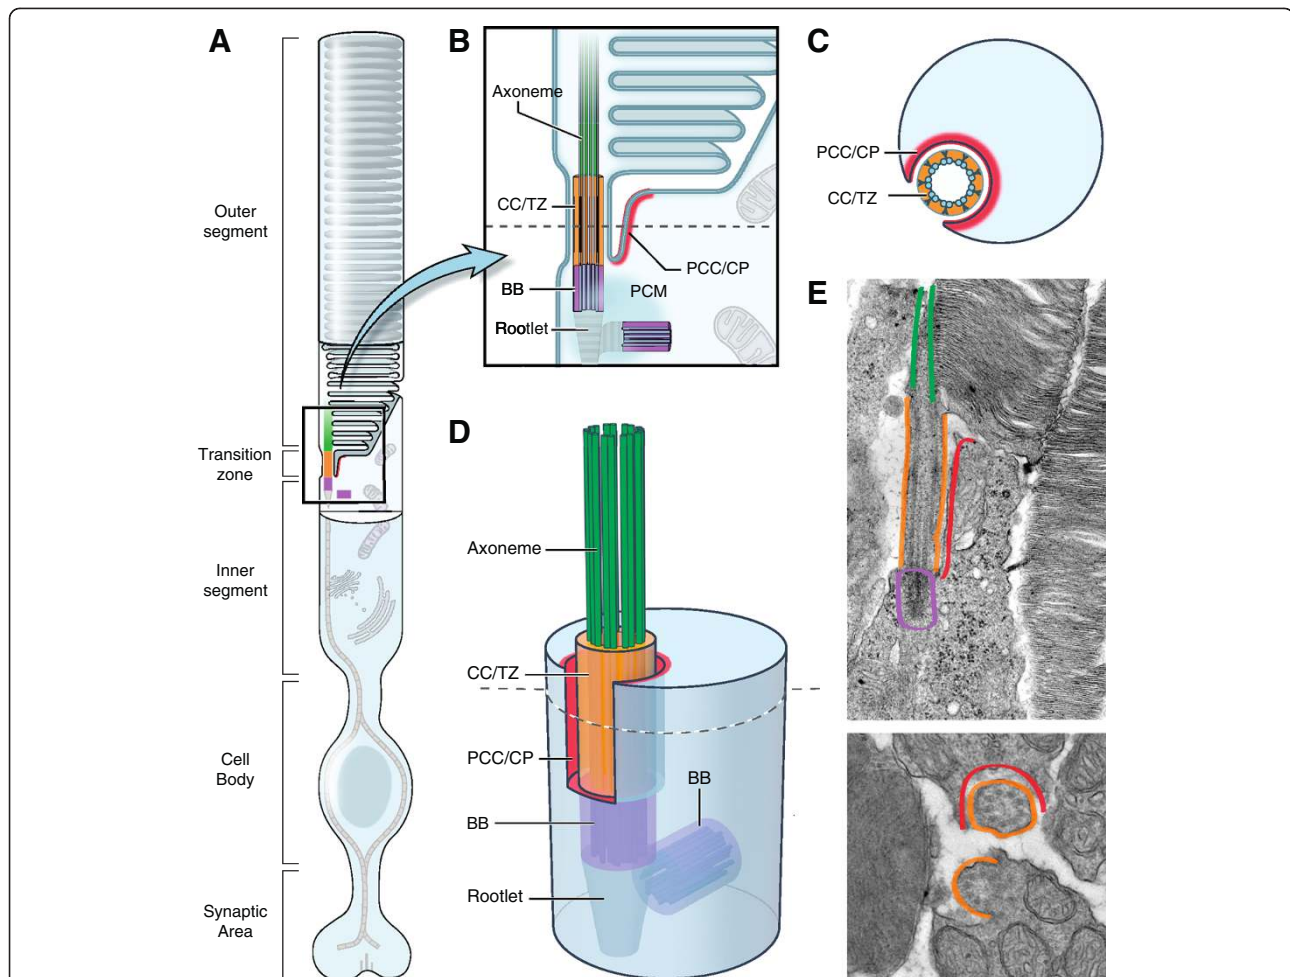 A
Outer
segment
Transition
zone
Inner
segment
Cell
Body
Synaptic
Area
B
Axoneme
CC/TZ
PCC/CP
BB
PCM
Rootlet
C
PCC/CP
CC/TZ
D
Axoneme
CC/TZ
PCC/CP
BB
BB
Rootlet
E